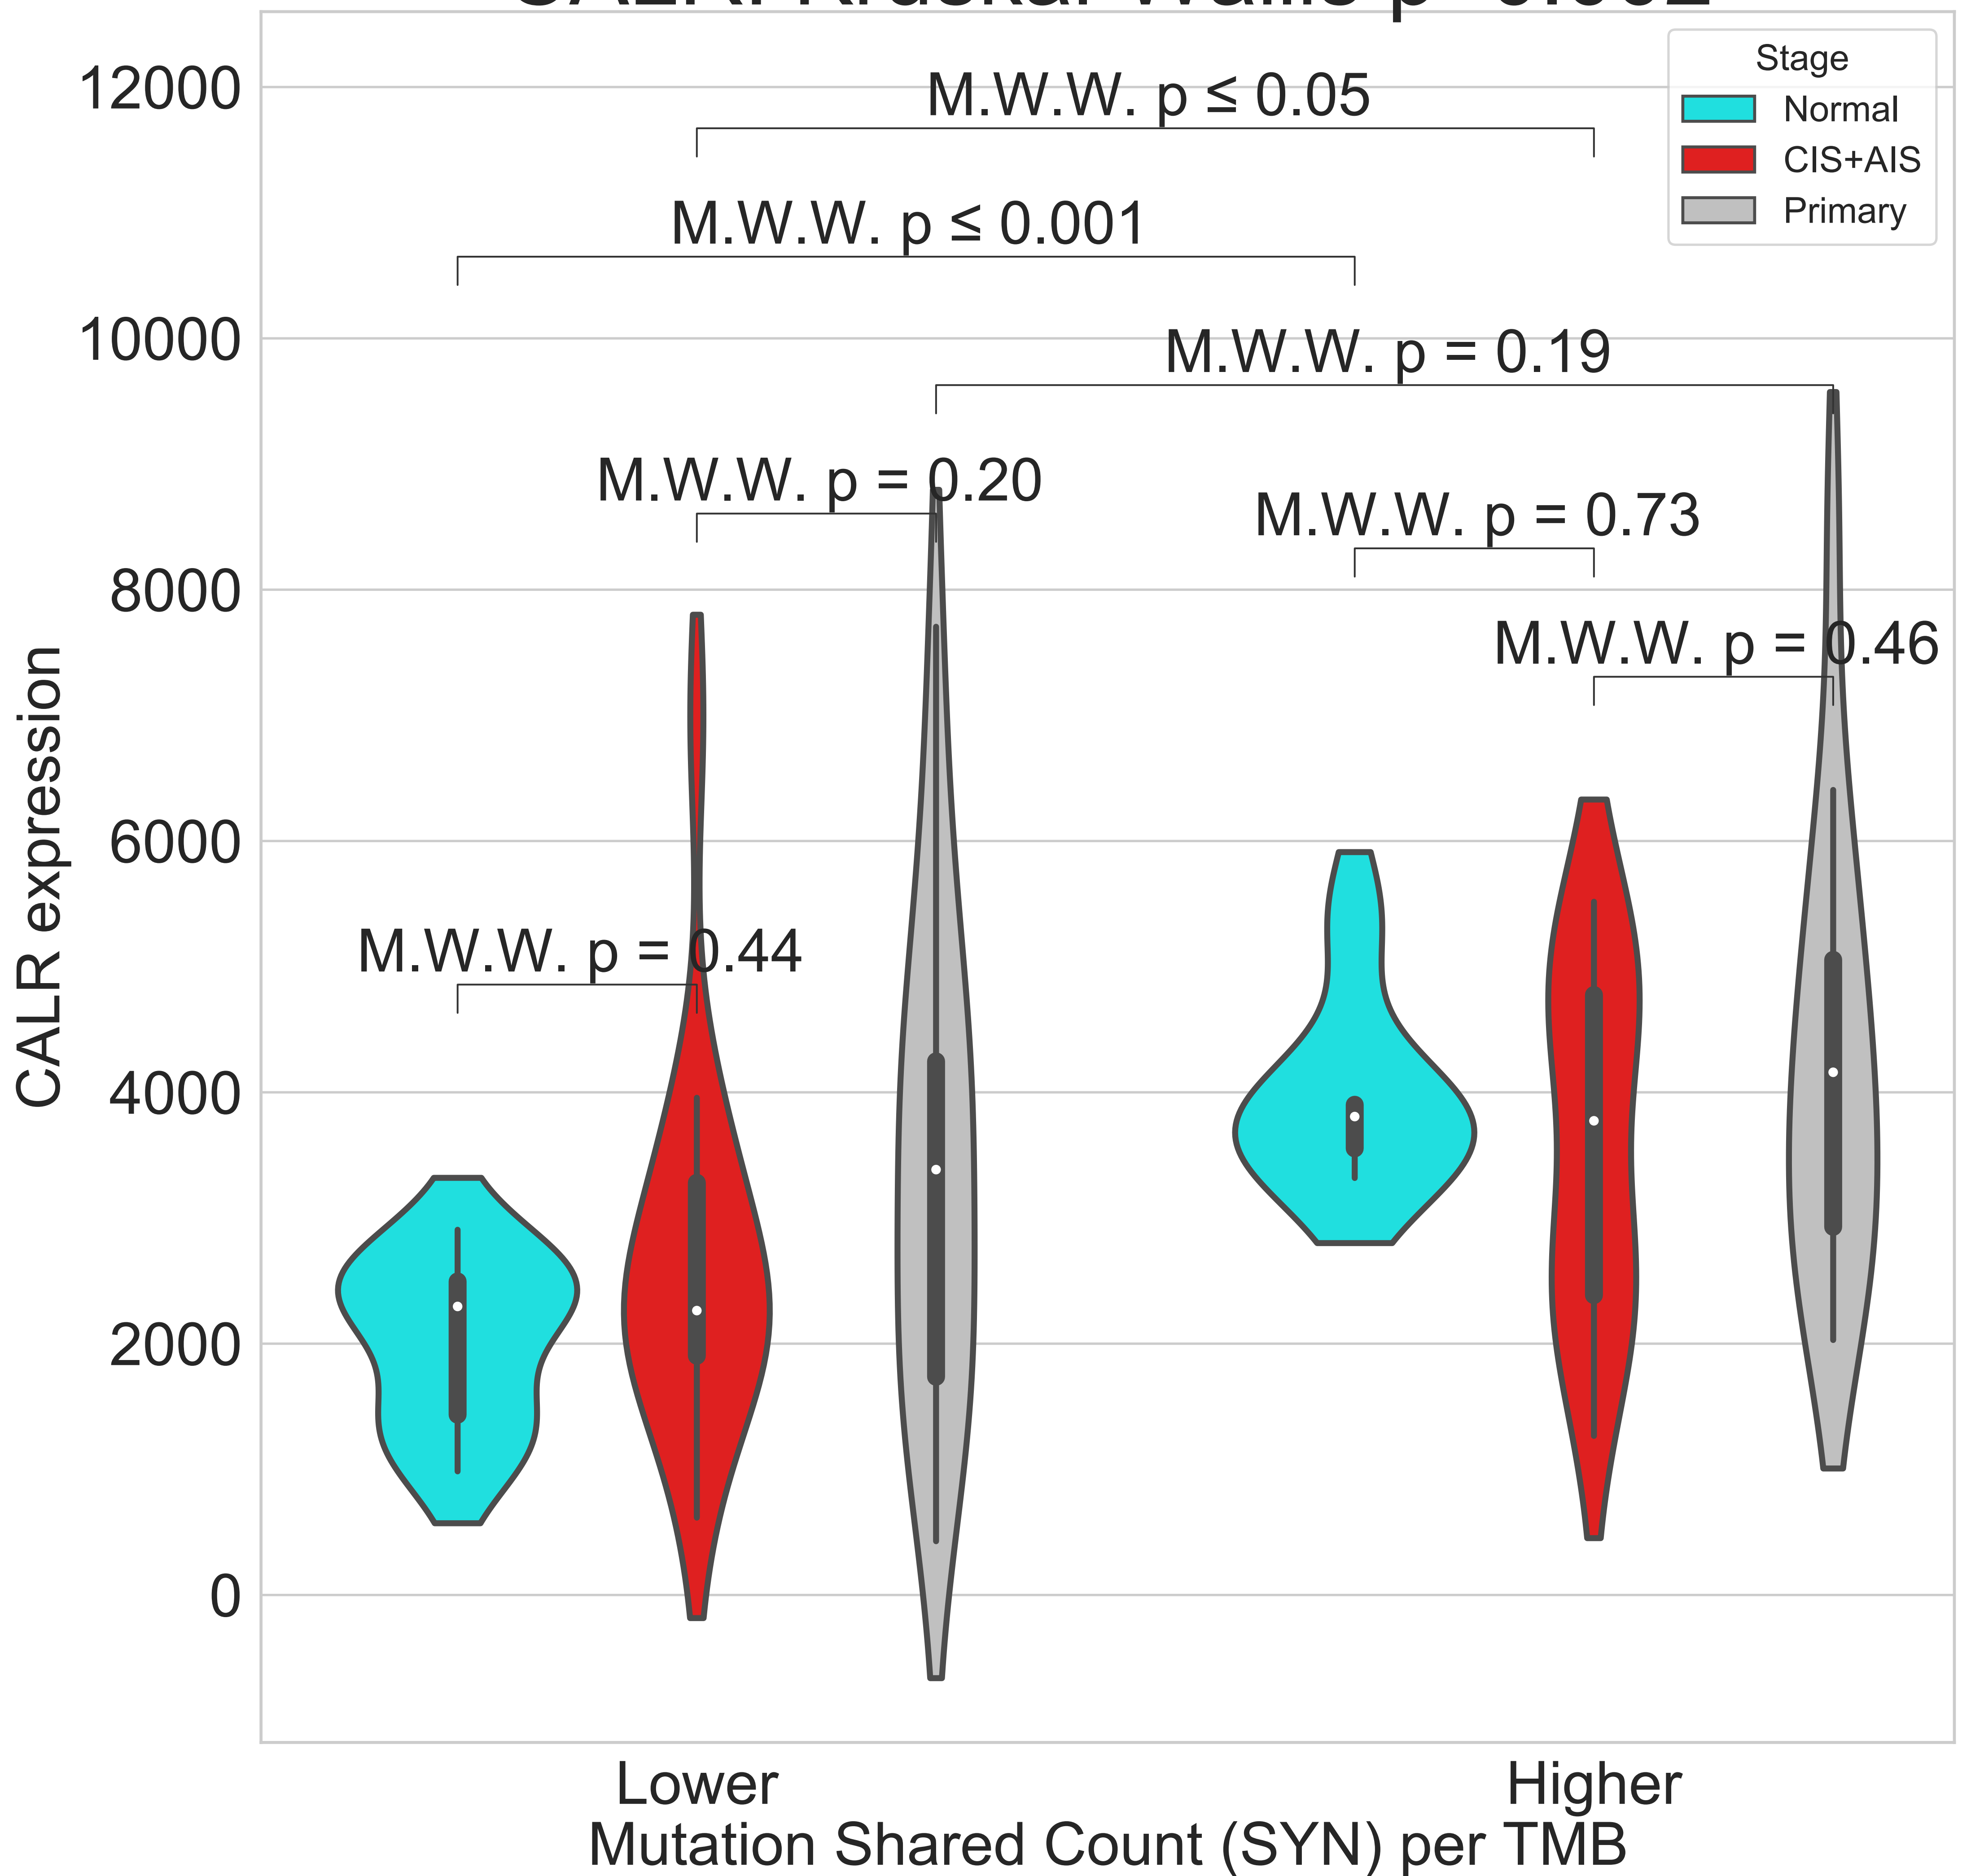 Stage
Normal
CIS+AIS
Primary
12000
10000
8000
6000
4000
2000
0
CALR expression
M.W.W. p ≤ 0.05
M.W.W. p ≤ 0.001
M.W.W. p = 0.19
M.W.W. p = 0.20
M.W.W. p = 0.73
M.W.W. p = 0.46
M.W.W. p = 0.44
Lower
Higher
Mutation Shared Count (SYN) per TMB